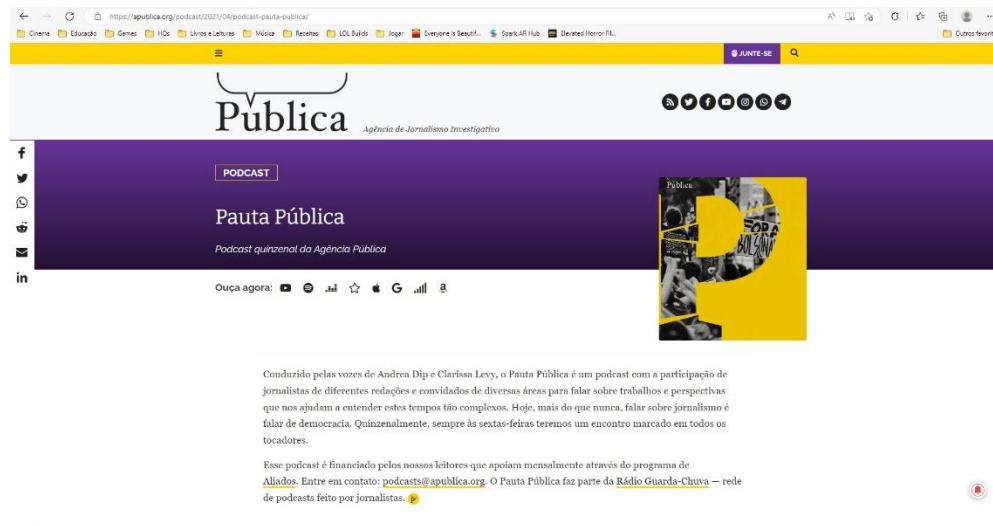 https://apublica.org/podcast/2021/04/podcast-pauta-publica/
Cinema Educação Games HQs Livros e Leituras Música Receitas LOL Builds Jogar Everyone Is Beautif... Spark AR Hub Elevated Horror Fil... Outros favorit
JUNTE-SE
Pública Agência de Jornalismo Investigativo
PODCAST
Pública
Pauta Pública
FORA
BOLSONA
Podcast quinzenal da Agência Pública
Ouça agora:
Conduzido pelas vozes de Andrea Dip e Clarissa Levy, o Pauta Pública é um podcast com a participação de
jornalistas de diferentes redações e convidados de diversas áreas para falar sobre trabalhos e perspectivas
que nos ajudam a entender estes tempos tão complexos. Hoje, mais do que nunca, falar sobre jornalismo é
falar de democracia. Quinzenalmente, sempre às sextas-feiras teremos um encontro marcado em todos os
tocadores.
Esse podcast é financiado pelos nossos leitores que apoiam mensalmente através do programa de
Aliados. Entre em contato: podcasts@apublica.org. O Pauta Pública faz parte da Rádio Guarda-Chuva — rede
de podcasts feito por jornalistas.